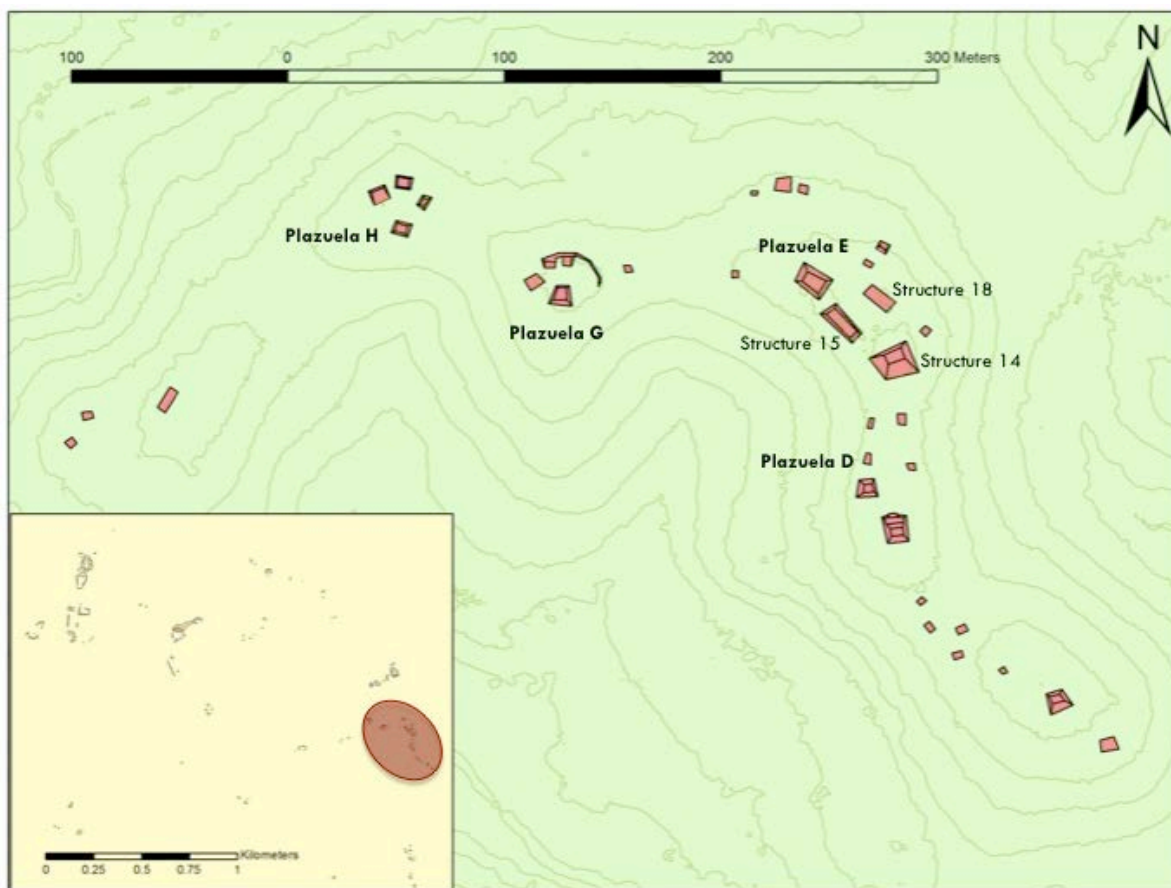 N
100 0 100 200 300 Meters
Plazuela H
Plazuela E
Structure 18
Plazuela G
Structure 15
Structure 14
Plazuela D
Kilometers
0 0.25 0.5 0.75 1